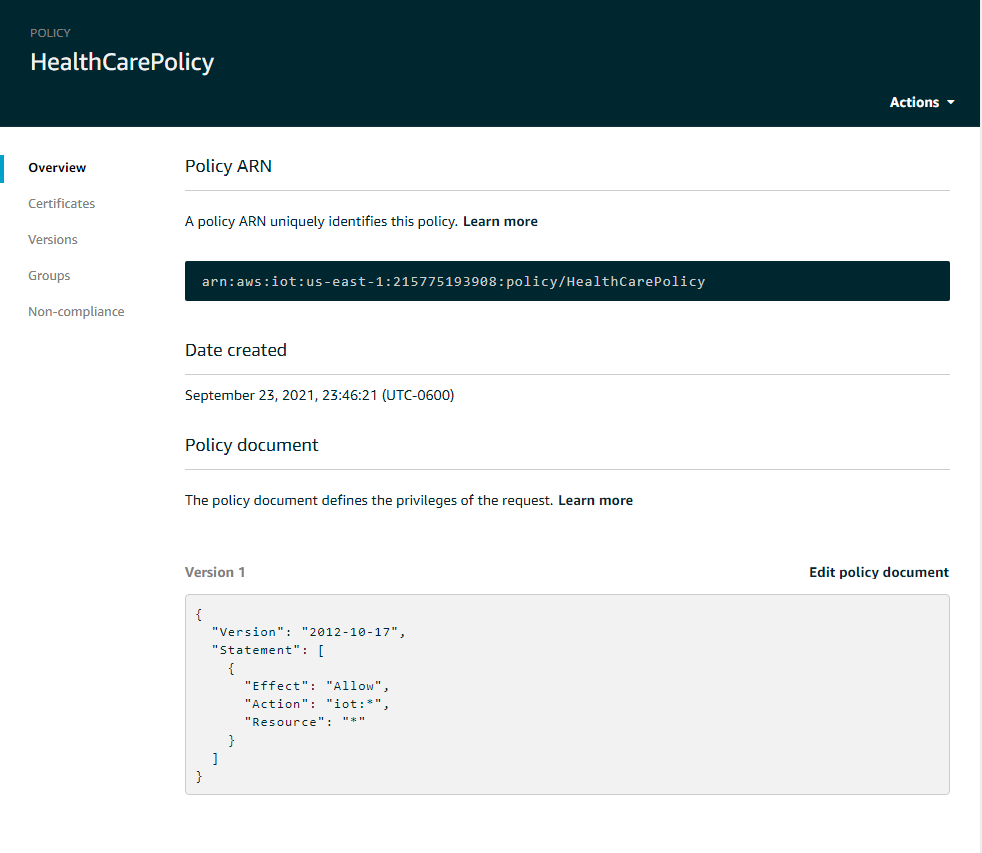 POLICY
HealthCarePolicy
Actions
Overview
Certificates
Versions
Groups
Non-compliance
Policy ARN
A policy ARN uniquely identifies this policy. Learn more
arn:aws:iot:us-east-1:215775193908:policy/HealthCarePolicy
Date created
September 23, 2021, 23:46:21 (UTC-0600)
Policy document
The policy document defines the privileges of the request. Learn more
Version 1
Edit policy document
{
  "Version": "2012-10-17",
  "Statement": [
    {
      "Effect": "Allow",
      "Action": "iot:*",
      "Resource": "*"
    }
  ]
}